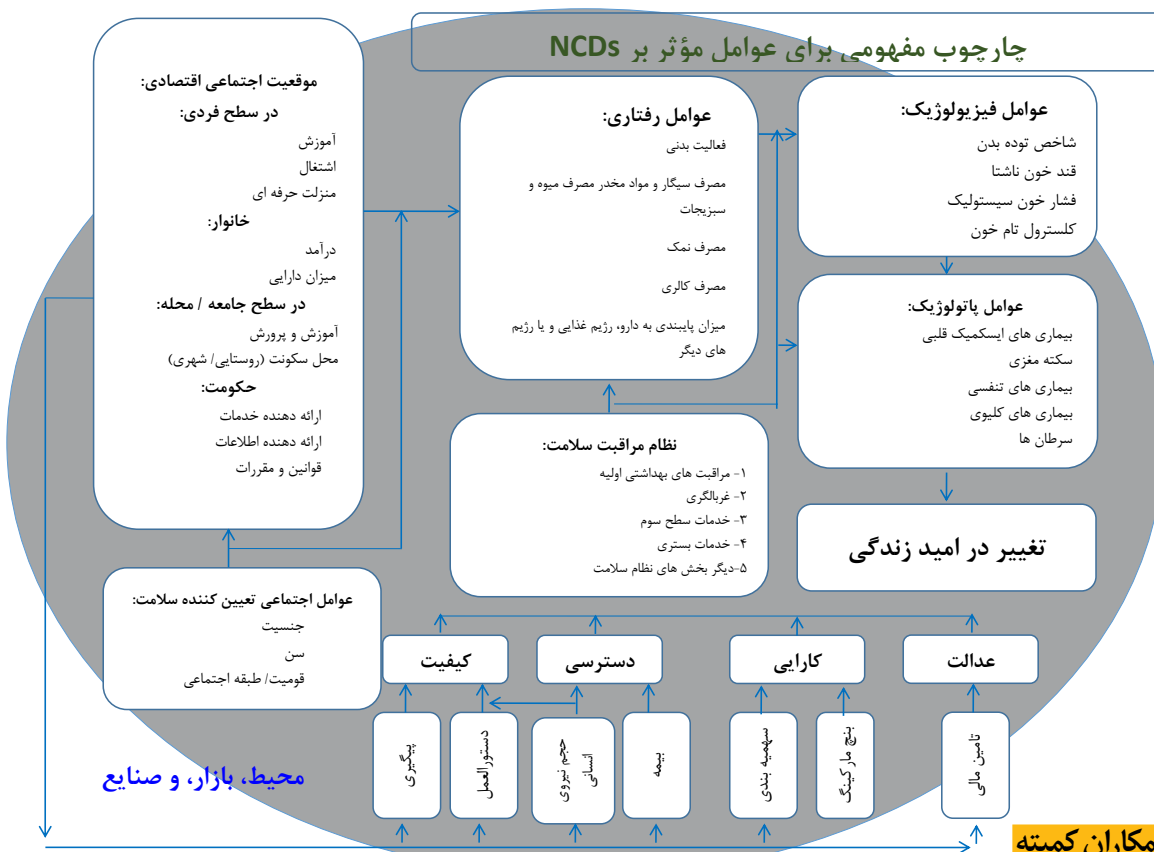 چارچوب مفهومی برای عوامل مؤثر بر NCDs
موقعیت اجتماعی اقتصادی:
در سطح فردی:
آموزش
اشتغال
منزلت حرفه ای
خانوار:
درآمد
میزان دارایی
در سطح جامعه / محله:
آموزش و پرورش
محل سکونت (روستایی/ شهری)
حکومت:
ارائه دهنده خدمات
ارائه دهنده اطلاعات
قوانین و مقررات
عوامل رفتاری:
فعالیت بدنی
مصرف سیگار و مواد مخدر مصرف میوه و
سبزیجات
مصرف نمک
مصرف کالری
میزان پایبندی به دارو، رژیم غذایی و یا رژیم
های دیگر
عوامل فیزیولوژیک:
شاخص توده بدن
قند خون ناشتا
فشار خون سیستولیک
کلسترول تام خون
عوامل پاتولوژیک:
بیماری های ایسکمیک قلبی
سکته مغزی
بیماری های تنفسی
بیماری های کلیوی
سرطان ها
نظام مراقبت سلامت:
۱- مراقبت های بهداشتی اولیه
۲- غربالگری
۳- خدمات سطح سوم
۴- خدمات بستری
۵-دیگر بخش های نظام سلامت
تغییر در امید زندگی
عوامل اجتماعی تعیین کننده سلامت:
جنسیت
سن
قومیت/ طبقه اجتماعی
کیفیت
دسترسی
کارایی
عدالت
پیگیری
دستورالعمل
حجم نیروی
انسانی
بیمه
سهمیه بندی
بنچ مارکینگ
تامین مالی
محیط، بازار، و صنایع
مکاران کمیته